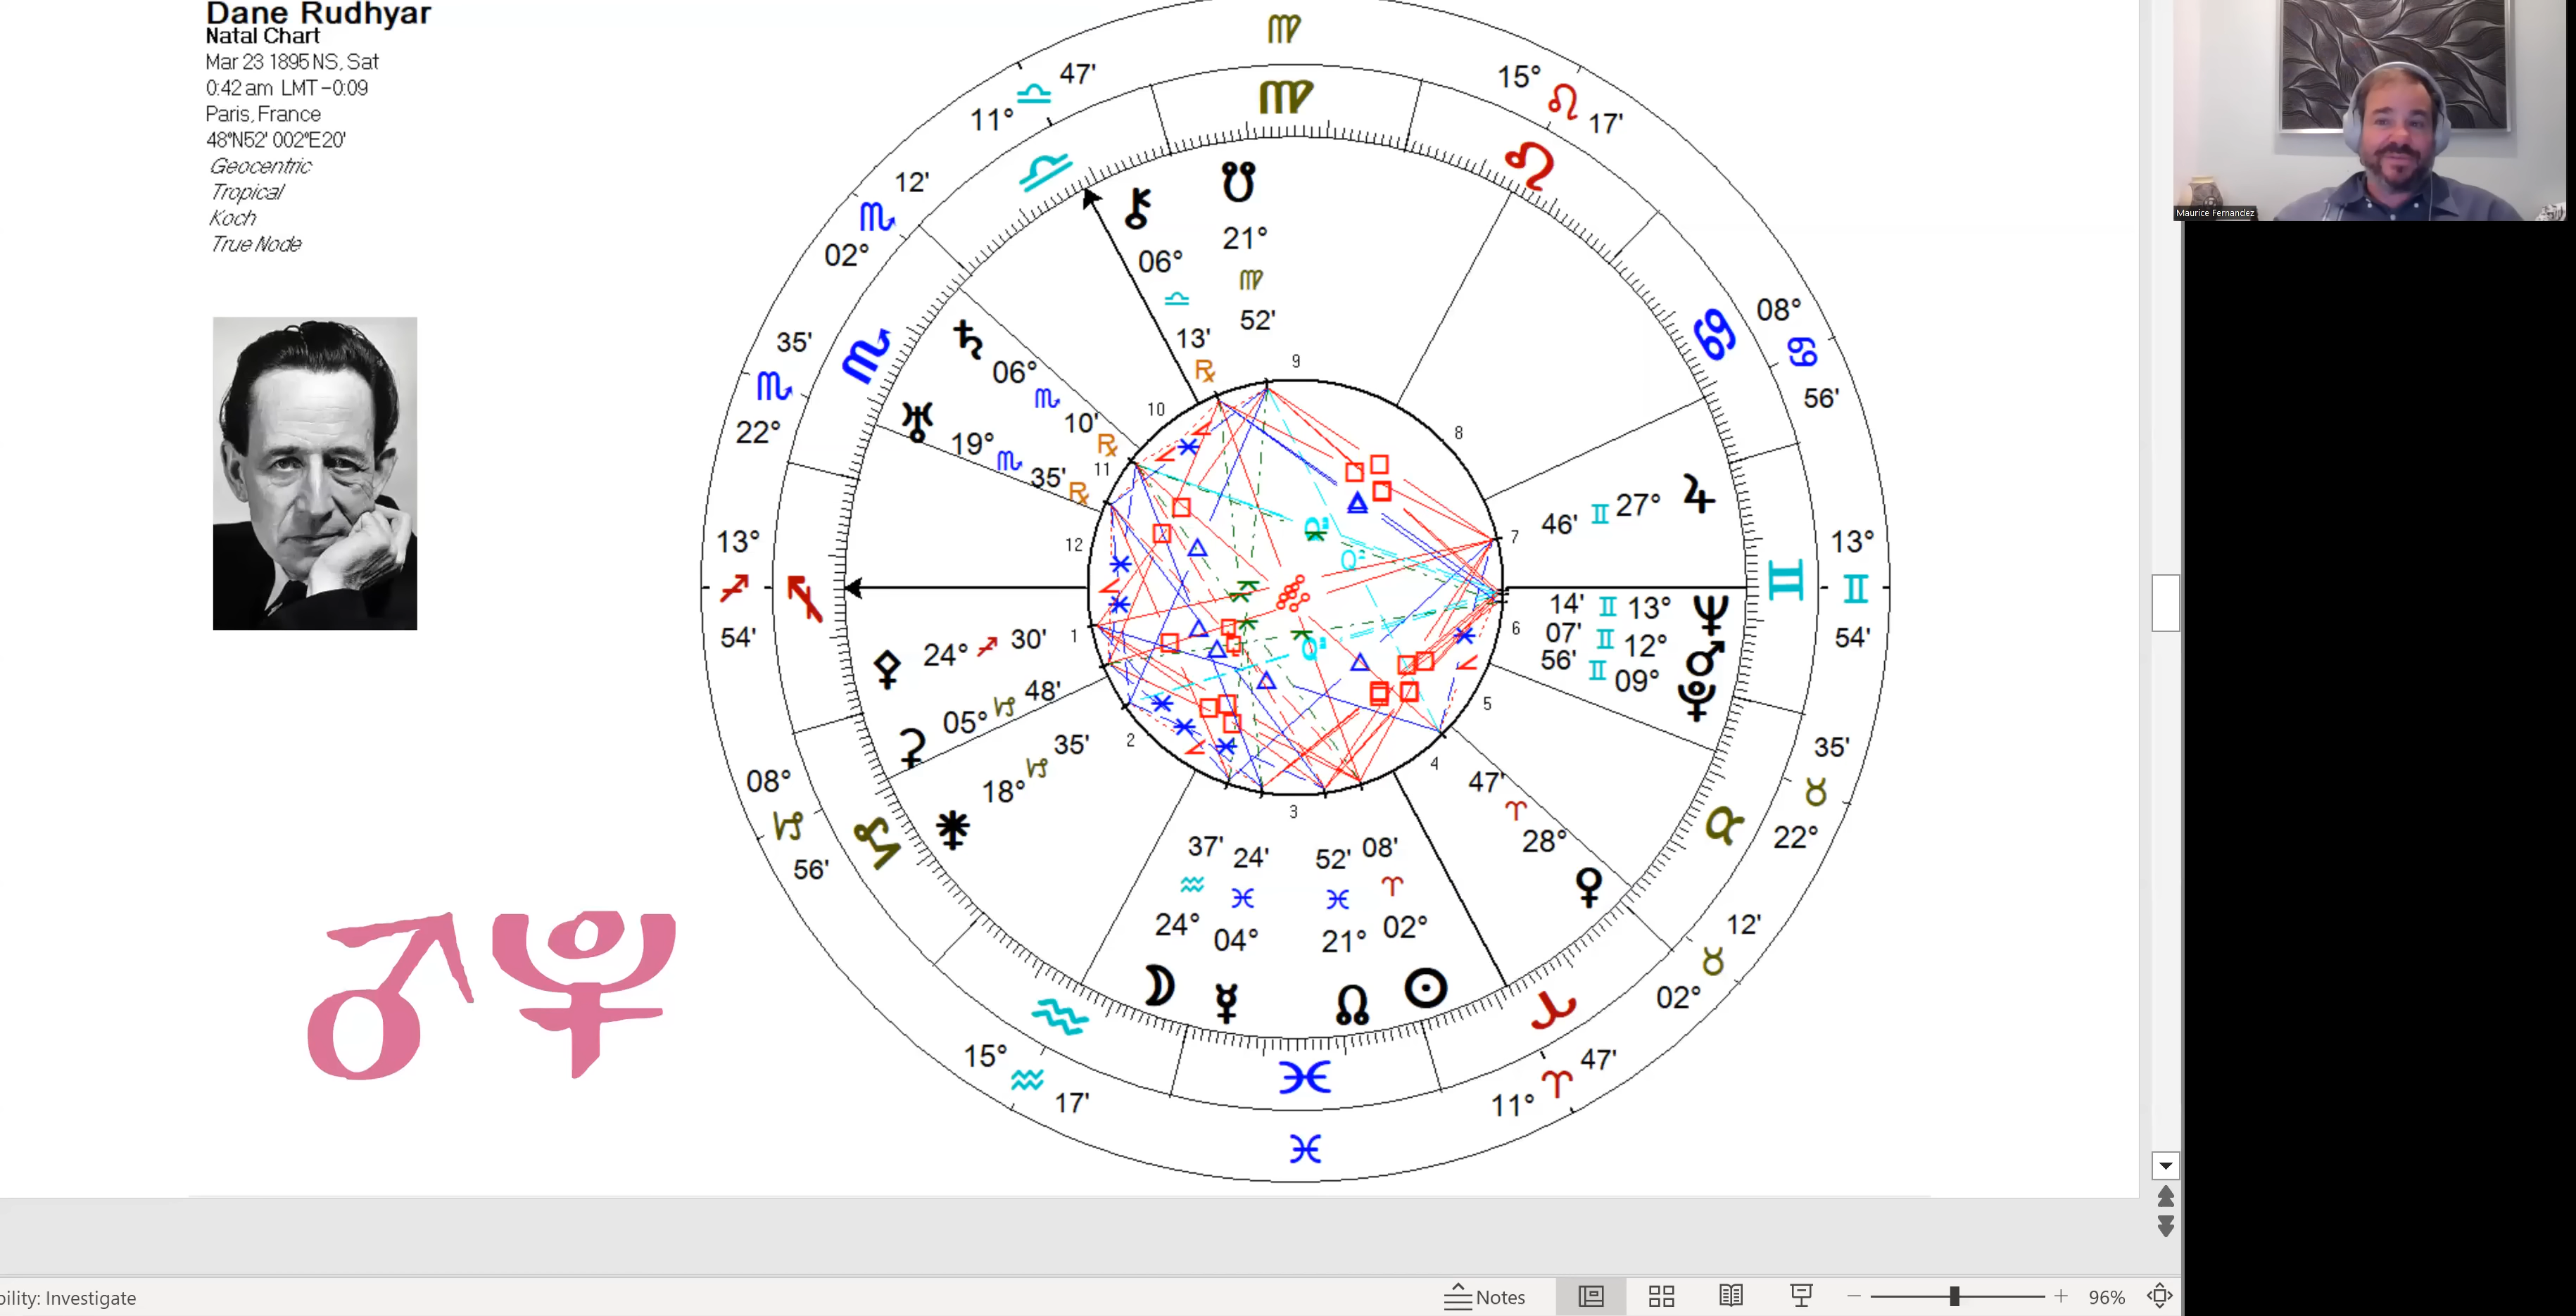 Dane Rudhyar
Natal Chart
Mar 23 1895 NS, Sat
0:42 am LMT -0:09
Paris, France
48°N52' 002°E20'
Geocentric
Tropical
Koch
True Node
♍
♍
15° ♌ 17'
♌
08° ♋ 56'
♋
13° ♊ 54'
♊
35' ♉ 22°
♉
12' ♉ 02°
47' ♈ 11°
♈
♓
♓
15° ♒ 17'
♒
08° ♑ 56'
♑
13° ♐ 54'
♐
35' ♏ 22°
♏
12' ♏ 02°
11° ♎ 47'
♎
⚷ 06° ♎ 13' ℞
☋ 21° ♍ 52'
♄ 06° ♏ 10' ℞
♅ 19° ♏ 35' ℞
46' ♊ 27° ♃
14' ♊ 13° ♆
07' ♊ 12° ♂
56' ♊ 09° ♇
47' ♈ 28° ♀
⚴ 24° ♐ 30'
⚳ 05° ♑ 48'
⚵ 18° ♑ 35'
37' ♒ 24° ☽
24' ♓ 04° ☿
52' ♓ 21° ☊
08' ♈ 02° ☉
1
2
3
4
5
6
7
8
9
10
11
12
♂ ♇
Maurice Fernandez
bility: Investigate
Notes
96%